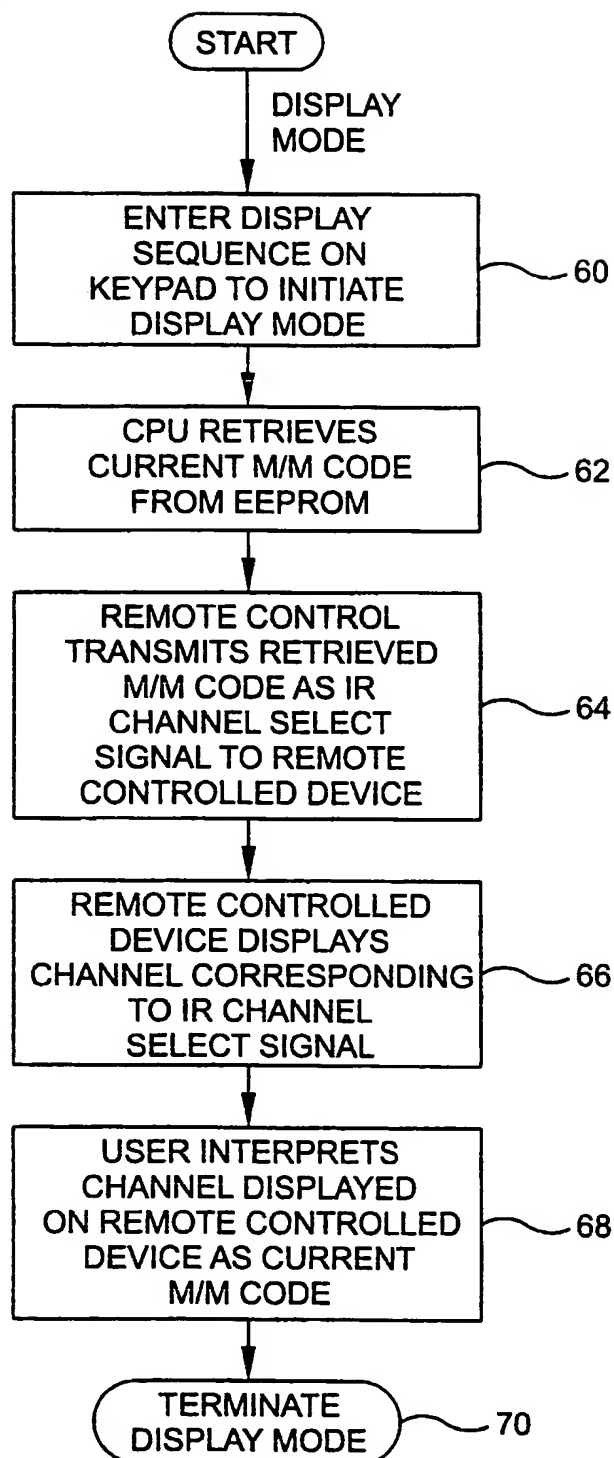 START
DISPLAY
MODE
ENTER DISPLAY
SEQUENCE ON
KEYPAD TO INITIATE
DISPLAY MODE
60
CPU RETRIEVES
CURRENT M/M CODE
FROM EEPROM
62
REMOTE CONTROL
TRANSMITS RETRIEVED
M/M CODE AS IR
CHANNEL SELECT
SIGNAL TO REMOTE
CONTROLLED DEVICE
64
REMOTE CONTROLLED
DEVICE DISPLAYS
CHANNEL CORRESPONDING
TO IR CHANNEL
SELECT SIGNAL
66
USER INTERPRETS
CHANNEL DISPLAYED
ON REMOTE CONTROLLED
DEVICE AS CURRENT
M/M CODE
68
TERMINATE
DISPLAY MODE
70